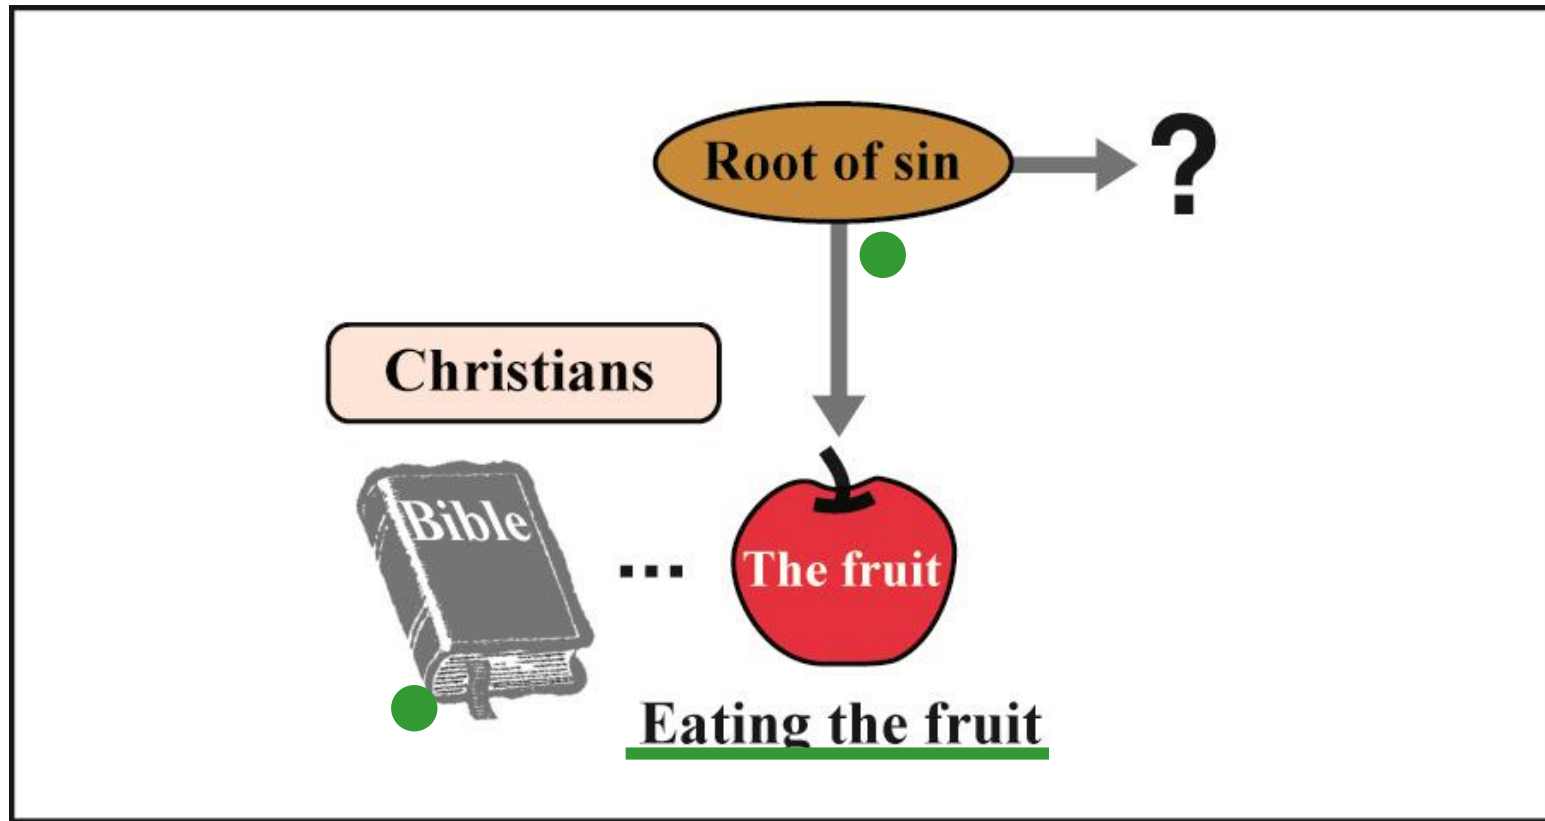 Root of sin
?
Christians
Bible
...
The fruit
Eating the fruit